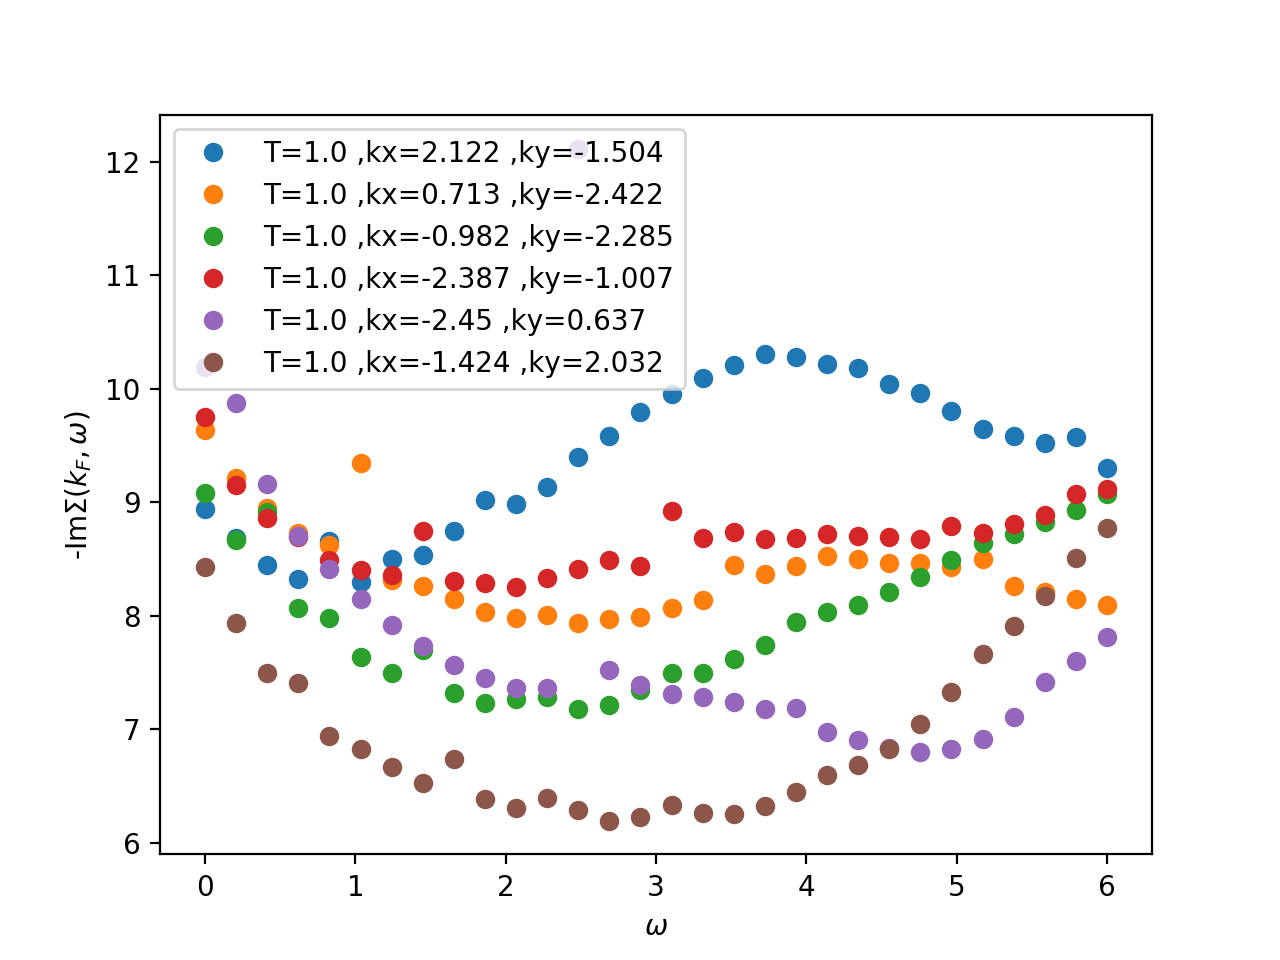 12
11
10
9
8
7
6
-ImΣ(k_F, ω)
T=1.0 ,kx=2.122 ,ky=-1.504
T=1.0 ,kx=0.713 ,ky=-2.422
T=1.0 ,kx=-0.982 ,ky=-2.285
T=1.0 ,kx=-2.387 ,ky=-1.007
T=1.0 ,kx=-2.45 ,ky=0.637
T=1.0 ,kx=-1.424 ,ky=2.032
0 1 2 3 4 5 6
ω